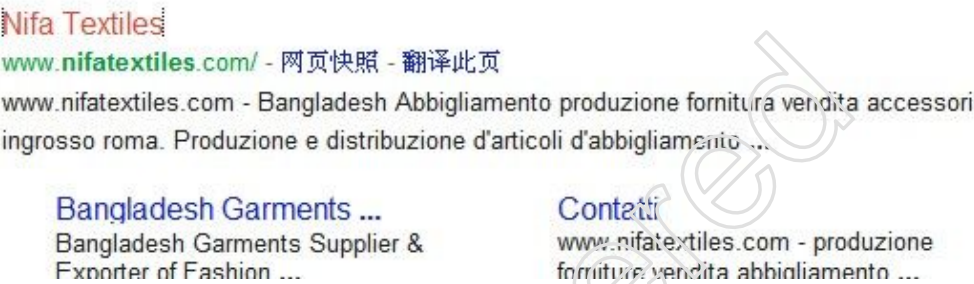 Nifa Textiles
www.nifatextiles.com/ - 网页快照 - 翻译此页
www.nifatextiles.com - Bangladesh Abbigliamento produzione fornitura vendita accessori
ingrosso roma. Produzione e distribuzione d'articoli d'abbigliamento ...
Bangladesh Garments ...
Bangladesh Garments Supplier &
Exporter of Fashion ...
Contatti
www.nifatextiles.com - produzione
fornitura vendita abbigliamento ...